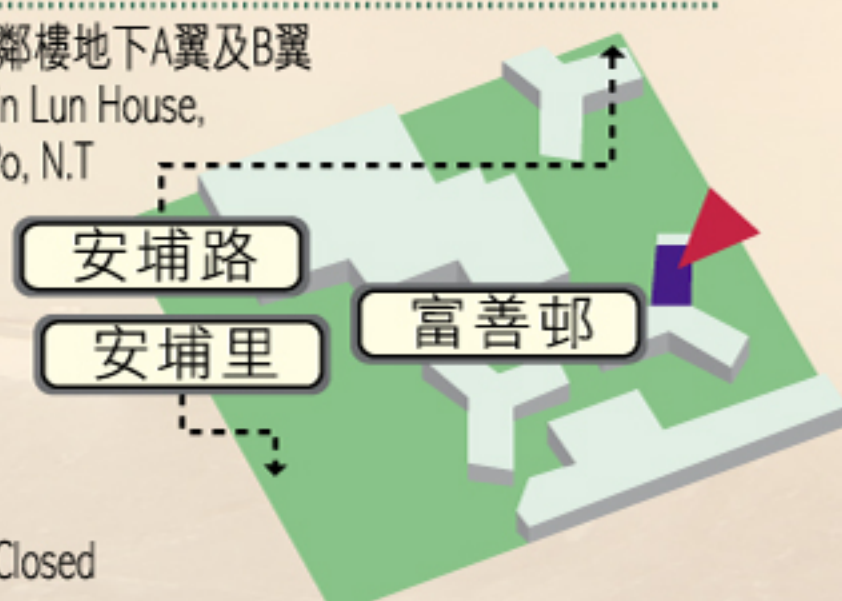 鄰樓地下A翼及B翼
n Lun House,
Po, N.T
安埔路
安埔里
富善邨
Closed